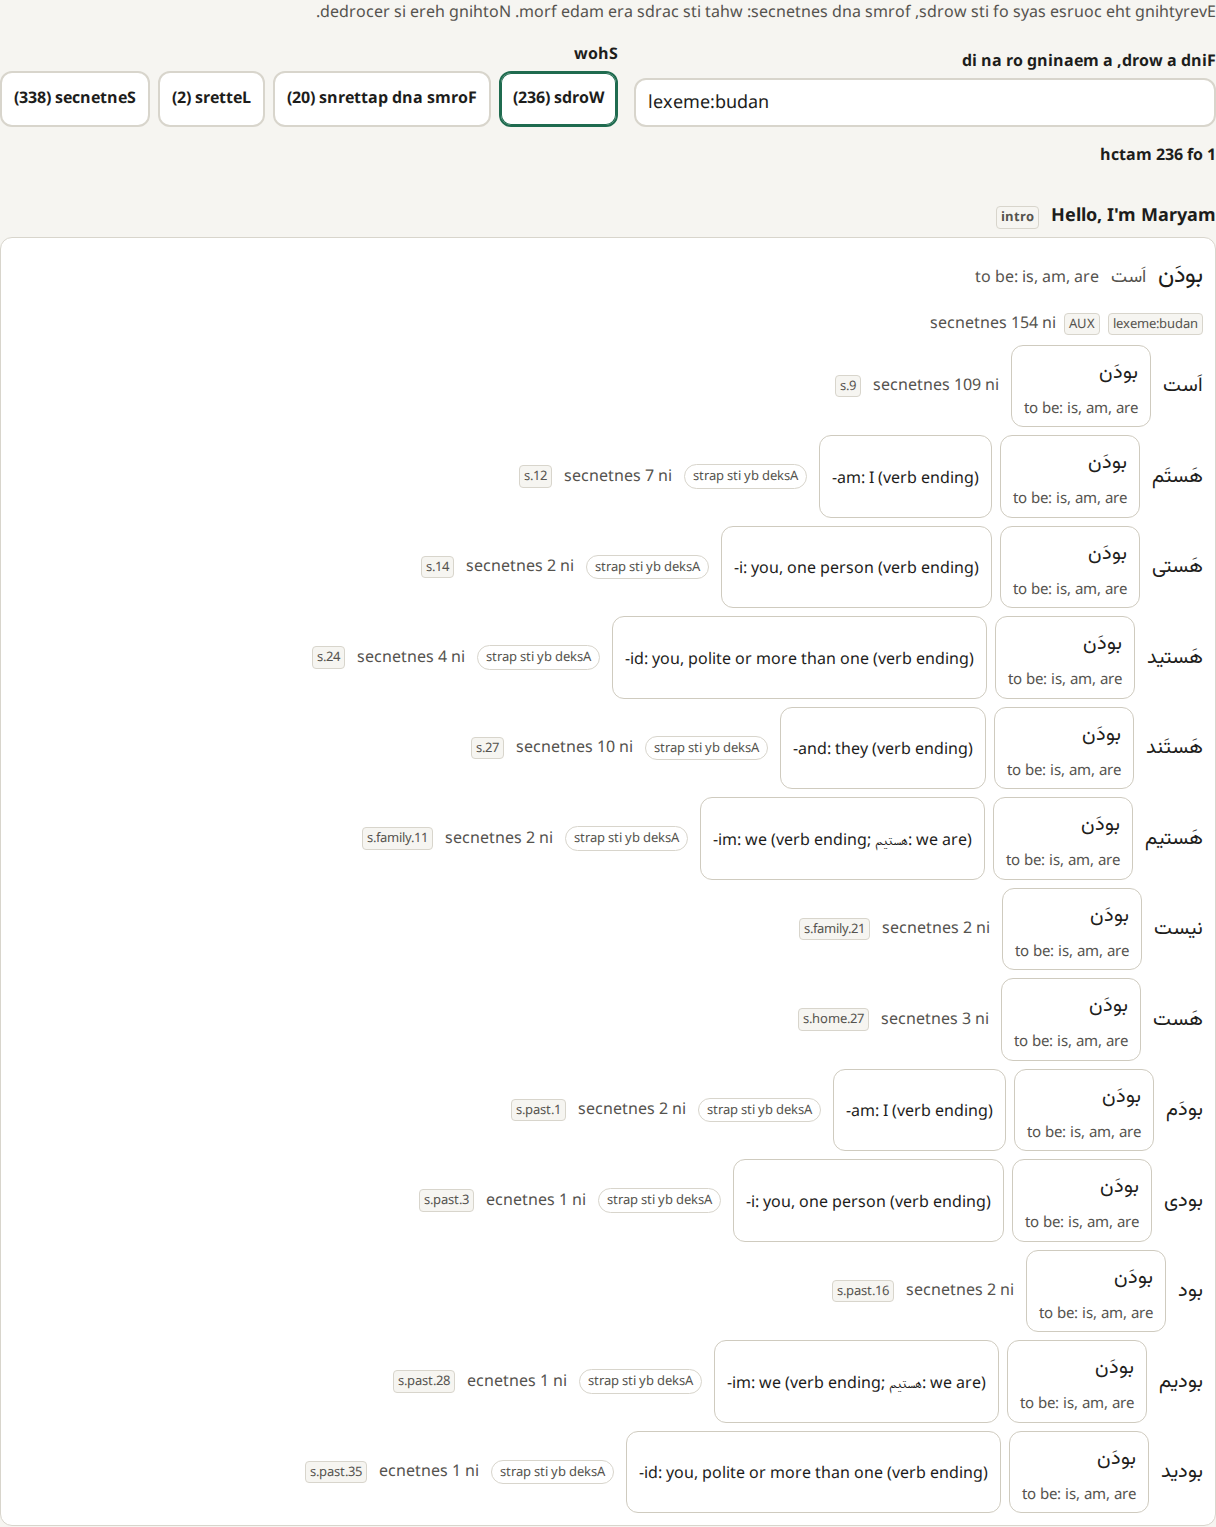 .dedrocer si ereh gnihtoN .mrof edam era scardc sti tahw :secnetnes dna smrof ,sdrow sti fo syas esruoc eht gnihtyrevE
di na ro gninaem a ,drow a dniF
lexeme:budan
wohS
(236) sdroW
(20) snrettap dna smroF
(2) sretteL
(338) secnetneS
hctam 236 fo 1
Hello, I'm Maryam intro
بودَن اَست to be: is, am, are
lexeme:budan AUX secnetnes 154 ni
اَست بودَن to be: is, am, are secnetnes 109 ni s.9
هَستَم بودَن to be: is, am, are -am: I (verb ending) strap sti yb deksA secnetnes 7 ni s.12
هَستی بودَن to be: is, am, are -i: you, one person (verb ending) strap sti yb deksA secnetnes 2 ni s.14
هَستید بودَن to be: is, am, are -id: you, polite or more than one (verb ending) strap sti yb deksA secnetnes 4 ni s.24
هَستَند بودَن to be: is, am, are -and: they (verb ending) strap sti yb deksA secnetnes 10 ni s.27
هَستیم بودَن to be: is, am, are -im: we (verb ending; هستیم: we are) strap sti yb deksA secnetnes 2 ni s.family.11
نیست بودَن to be: is, am, are secnetnes 2 ni s.family.21
هَست بودَن to be: is, am, are secnetnes 3 ni s.home.27
بودَم بودَن to be: is, am, are -am: I (verb ending) strap sti yb deksA secnetnes 2 ni s.past.1
بودی بودَن to be: is, am, are -i: you, one person (verb ending) strap sti yb deksA ecnetnes 1 ni s.past.3
بود بودَن to be: is, am, are secnetnes 2 ni s.past.16
بودیم بودَن to be: is, am, are -im: we (verb ending; هستیم: we are) strap sti yb deksA ecnetnes 1 ni s.past.28
بودید بودَن to be: is, am, are -id: you, polite or more than one (verb ending) strap sti yb deksA ecnetnes 1 ni s.past.35